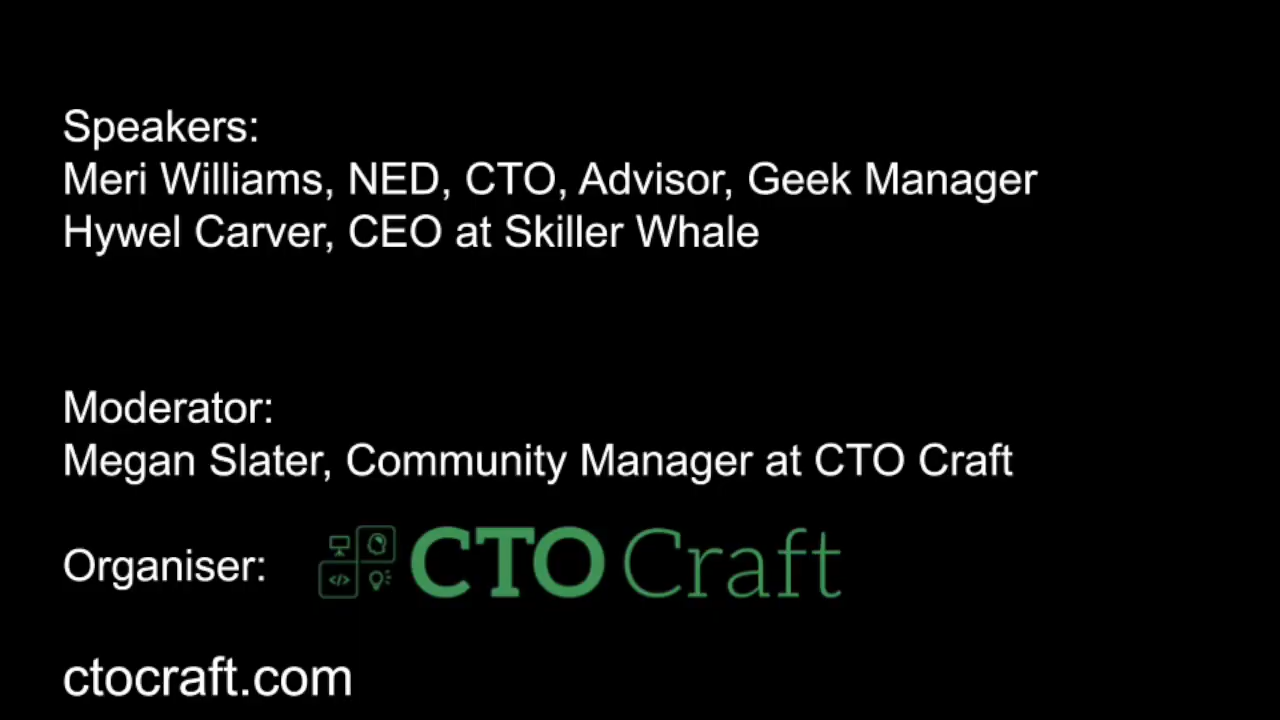 Speakers:
Meri Williams, NED, CTO, Advisor, Geek Manager
Hywel Carver, CEO at Skiller Whale
Moderator:
Megan Slater, Community Manager at CTO Craft
Organiser: </> CTO Craft
ctocraft.com